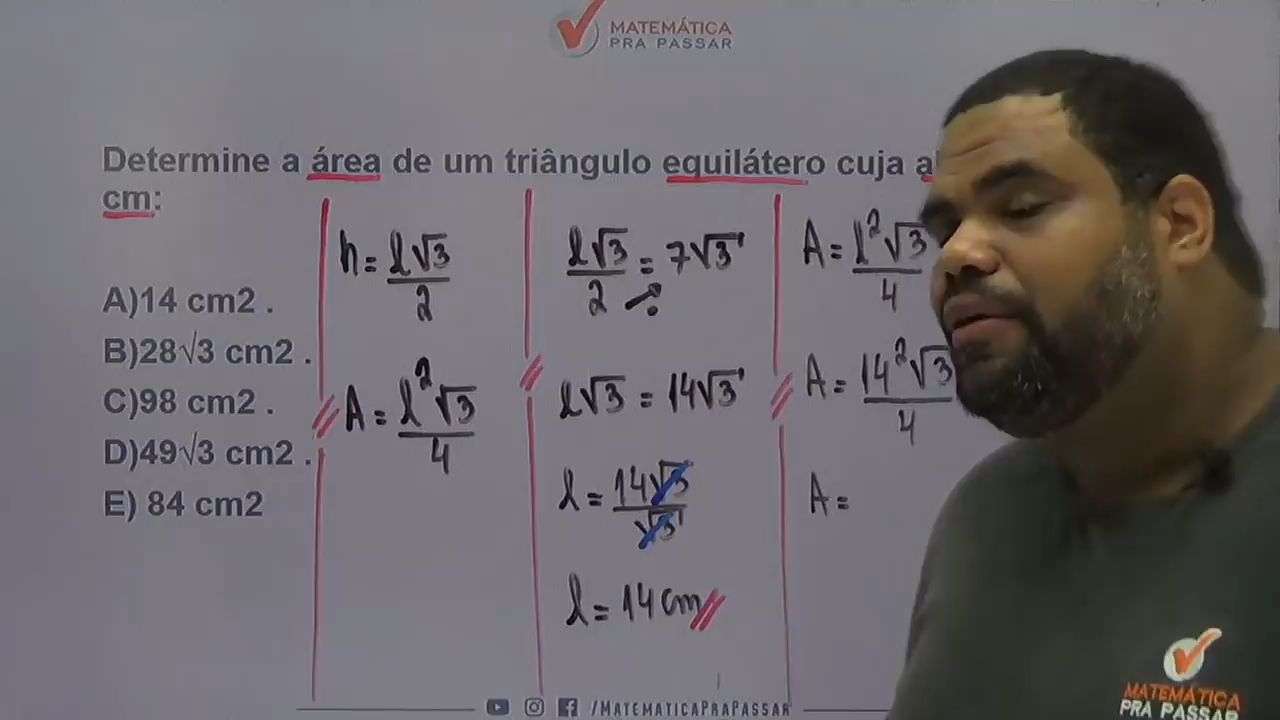 MATEMÁTICA
PRA PASSAR
Determine a área de um triângulo equilátero cuja
cm:
A)14 cm2 .
B)28√3 cm2 .
C)98 cm2 .
D)49√3 cm2 .
E) 84 cm2
h = l√3/2
A = l²√3/4
l√3/2 = 7√3
l√3 = 14√3
l = 14√3/√3
l = 14 cm
A = l²√3/4
A = 14²√3/4
A =
/MATEMATICAPRAPASSAR
MATEMÁTICA
PRA PASSAR